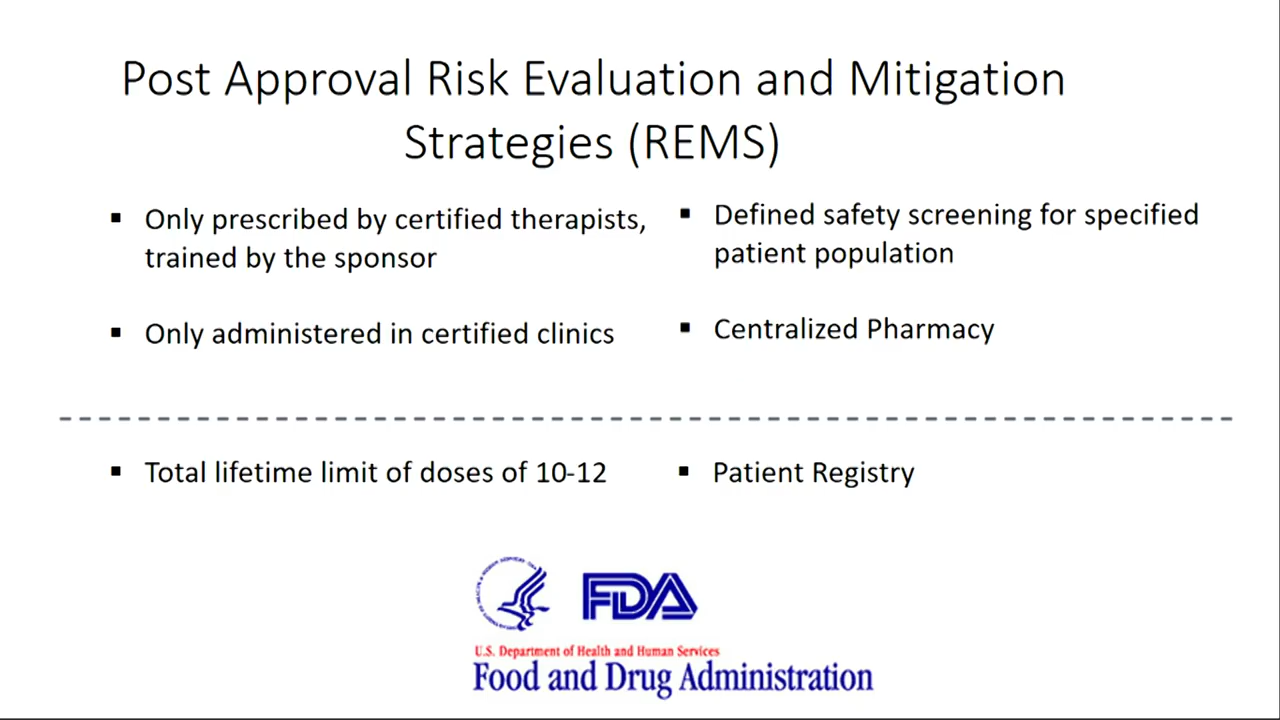 Post Approval Risk Evaluation and Mitigation
Strategies (REMS)
▪ Only prescribed by certified therapists,
trained by the sponsor
▪ Only administered in certified clinics
▪ Defined safety screening for specified
patient population
▪ Centralized Pharmacy
▪ Total lifetime limit of doses of 10-12
▪ Patient Registry
FDA
U.S. Department of Health and Human Services
Food and Drug Administration